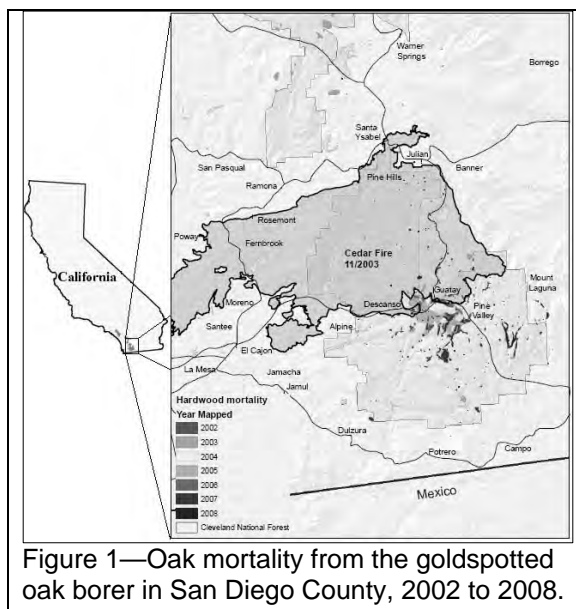 Warner
Springs
Borrego
Santa
Ysabel
Julian
Banner
San Pasqual
Pine Hills
Ramona
Rosemont
Poway
Fernbrook
Cedar Fire
11/2003
California
Mount
Laguna
Guatay
Moreno
Descanso
Pine
Valley
Santee
Alpine
El Cajon
La Mesa
Jamacha
Jamul
Hardwood mortality
Year Mapped
2002
2003
2004
2005
2006
2007
2008
Cleveland National Forest
Dulzura
Potrero
Campo
Mexico
Figure 1—Oak mortality from the goldspotted
oak borer in San Diego County, 2002 to 2008.